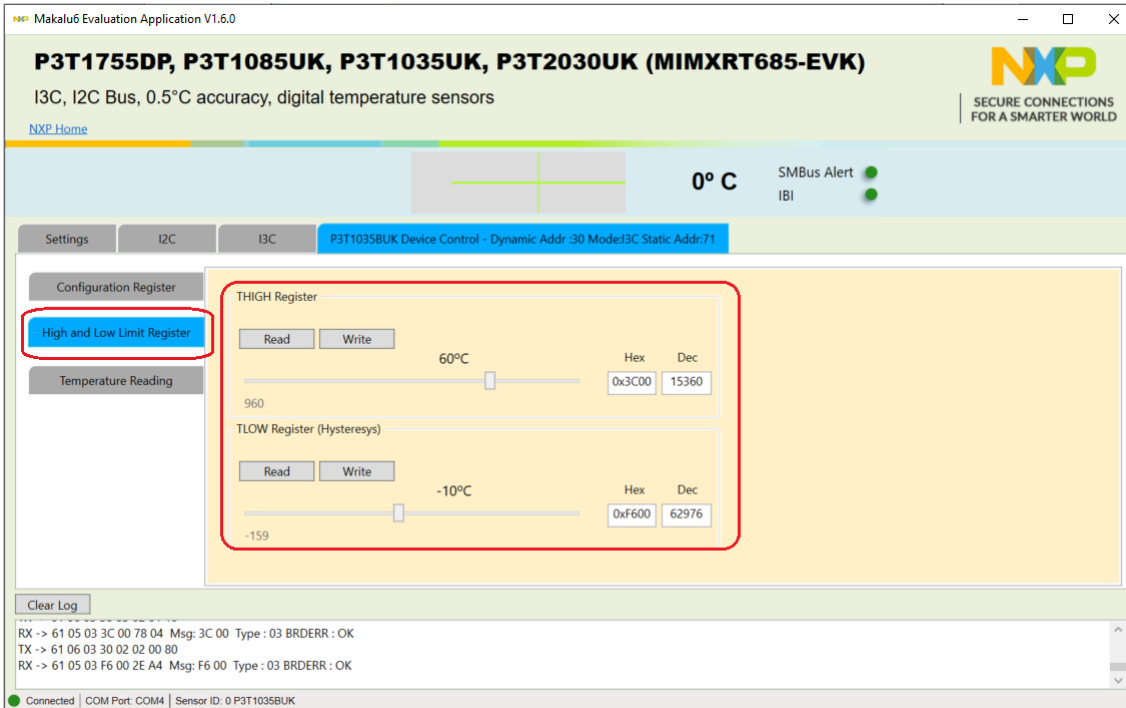 NXP Makalu6 Evaluation Application V1.6.0
P3T1755DP, P3T1085UK, P3T1035UK, P3T2030UK (MIMXRT685-EVK)
I3C, I2C Bus, 0.5°C accuracy, digital temperature sensors
NXP Home
NXP
SECURE CONNECTIONS
FOR A SMARTER WORLD
0º C
SMBus Alert
IBI
Settings
I2C
I3C
P3T1035BUK Device Control - Dynamic Addr :30 Mode:I3C Static Addr:71
Configuration Register
High and Low Limit Register
Temperature Reading
THIGH Register
Read
Write
60ºC
Hex
Dec
0x3C00
15360
960
TLOW Register (Hysteresys)
Read
Write
-10ºC
Hex
Dec
0xF600
62976
-159
Clear Log
RX -> 61 05 03 3C 00 78 04 Msg: 3C 00 Type : 03 BRDERR : OK
TX -> 61 06 03 30 02 02 00 80
RX -> 61 05 03 F6 00 2E A4 Msg: F6 00 Type : 03 BRDERR : OK
Connected
COM Port: COM4
Sensor ID: 0 P3T1035BUK